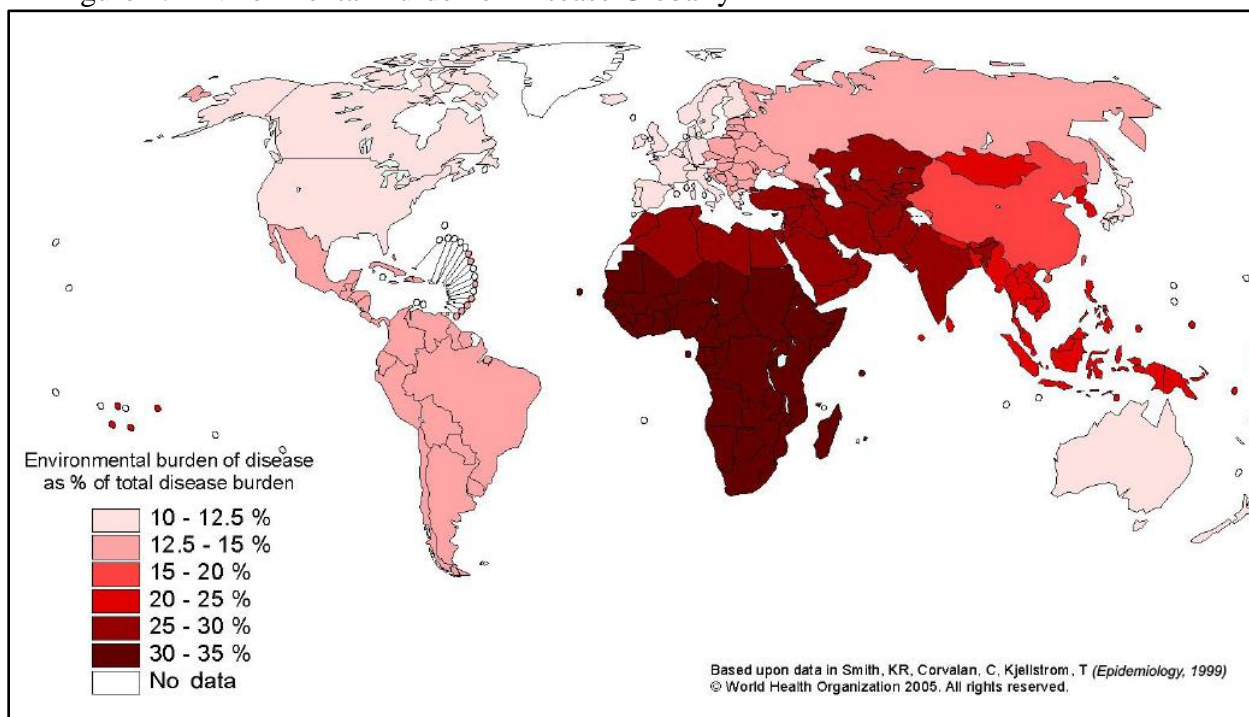 Environmental burden of disease
as % of total disease burden
10 - 12.5 %
12.5 - 15 %
15 - 20 %
20 - 25 %
25 - 30 %
30 - 35 %
No data
Based upon data in Smith, KR, Corvalan, C, Kjellstrom, T (Epidemiology, 1999)
© World Health Organization 2005. All rights reserved.